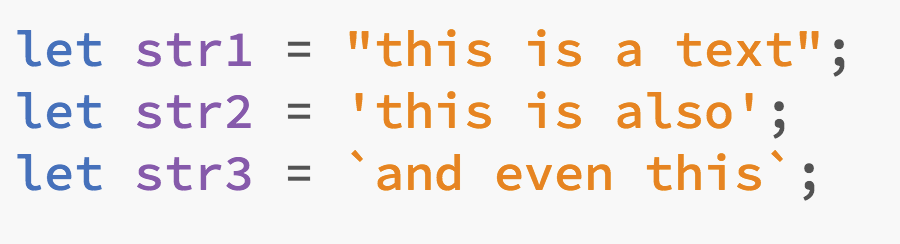 let str1 = "this is a text";
let str2 = 'this is also';
let str3 = `and even this`;